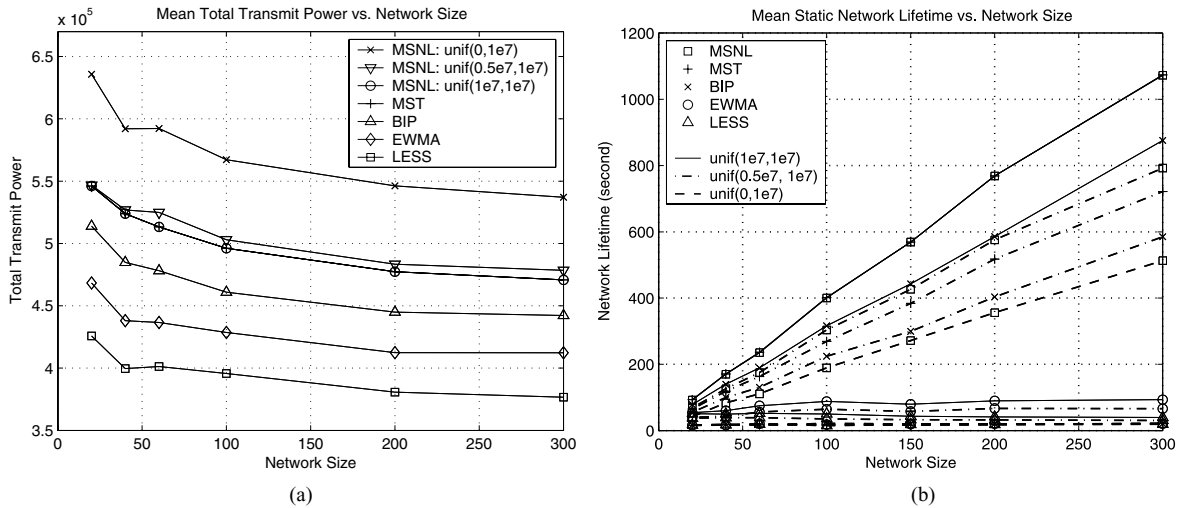 Mean Total Transmit Power vs. Network Size
x 10^5
6.5
6
5.5
5
4.5
4
3.5
Total Transmit Power
MSNL: unif(0,1e7)
MSNL: unif(0.5e7,1e7)
MSNL: unif(1e7,1e7)
MST
BIP
EWMA
LESS
0 50 100 150 200 250 300
Network Size
(a)
Mean Static Network Lifetime vs. Network Size
1200
1000
800
600
400
200
0
Network Lifetime (second)
MSNL
MST
BIP
EWMA
LESS
unif(1e7,1e7)
unif(0.5e7, 1e7)
unif(0,1e7)
0 50 100 150 200 250 300
Network Size
(b)